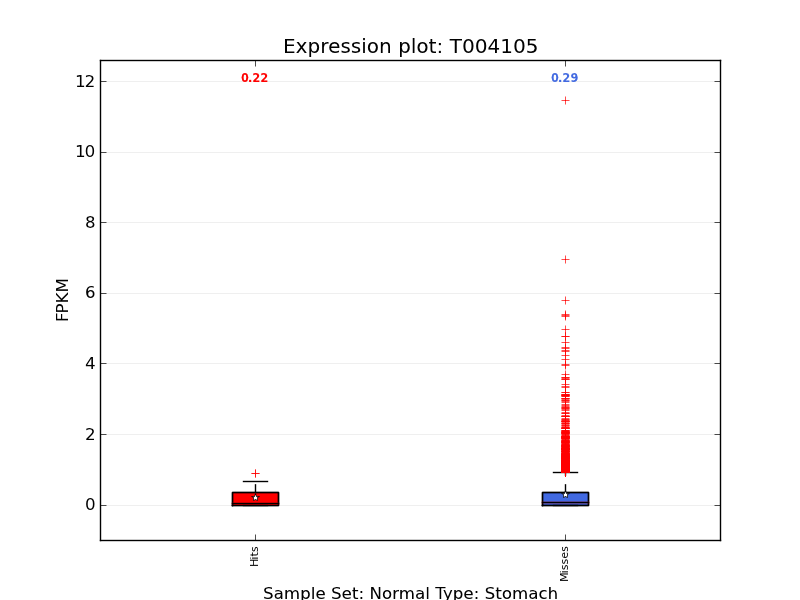 Expression plot: T004105
0.22
0.29
12
10
8
6
4
2
0
FPKM
Hits
Misses
Sample Set: Normal Type: Stomach